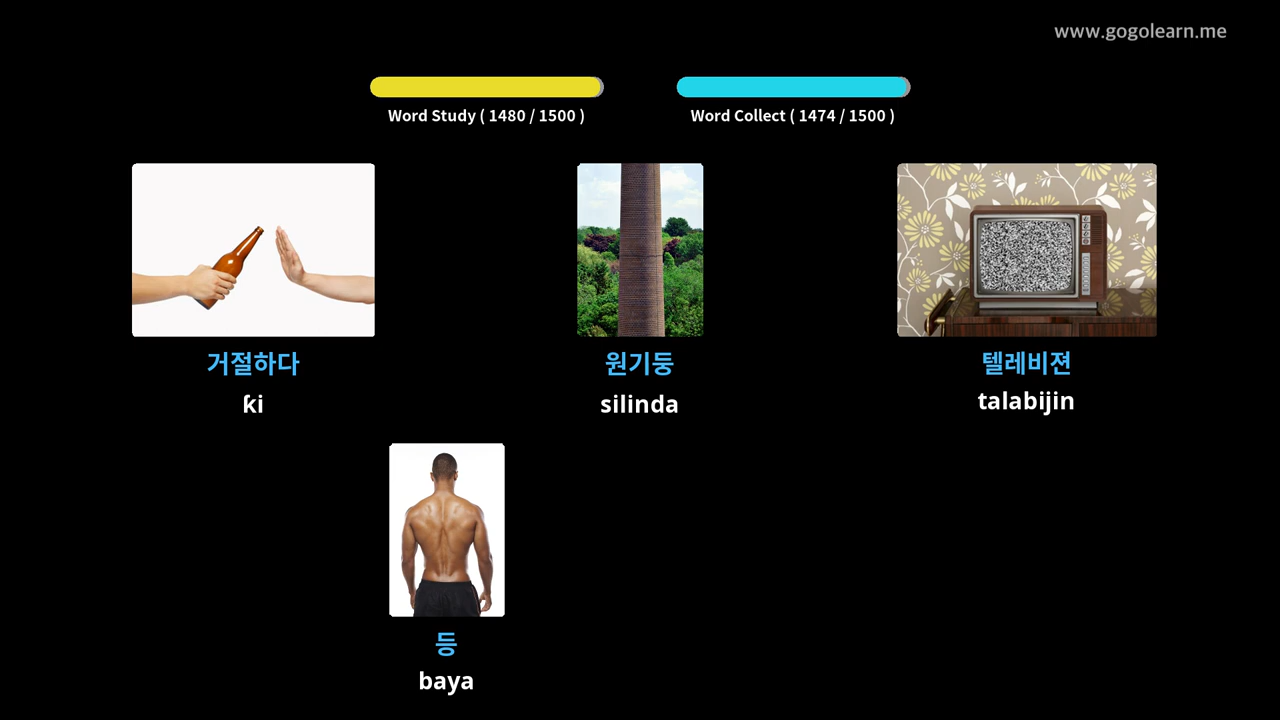 www.gogolearn.me
Word Study ( 1480 / 1500 )
Word Collect ( 1474 / 1500 )
거절하다
ƙi
원기둥
silinda
텔레비젼
talabijin
등
baya